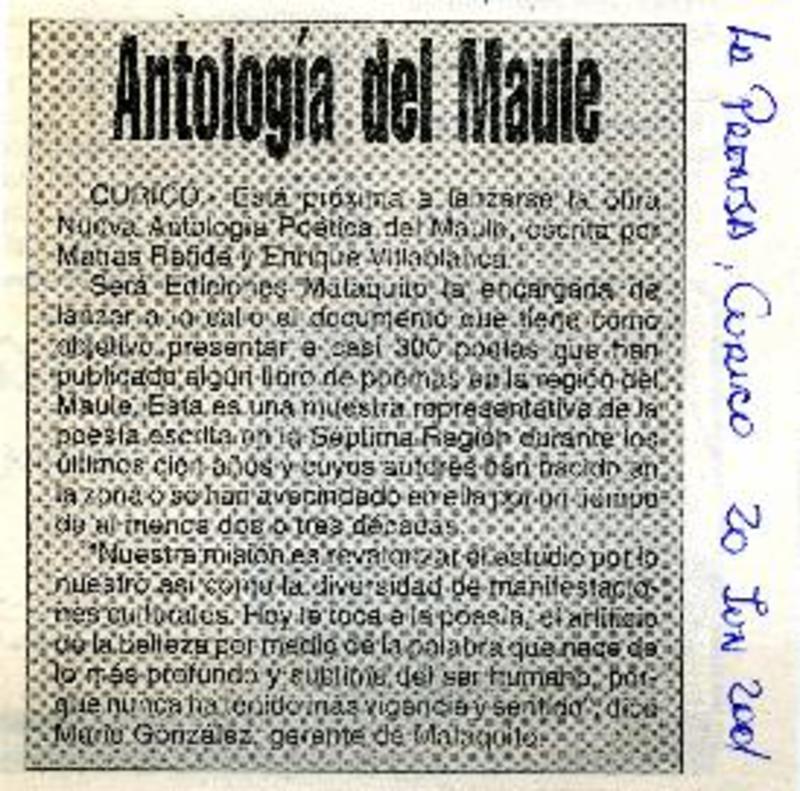 Antología del Maule
CURICO.- Está próxima a lanzarse la obra
Nueva Antología Poética del Maule, escrita por
Matías Rafide y Enrique Villablanca.
Será Ediciones Mataquito la encargada de
lanzar a la calle el documento que tiene como
objetivo presentar a casi 300 poetas que han
publicado algún libro de poemas en la región del
Maule. Esta es una muestra representativa de la
poesía escrita en la Séptima Región durante los
últimos cien años y cuyos autores han nacido en
la zona o se han avecindado en ella por un tiempo
de al menos dos o tres décadas.
"Nuestra misión es revalorizar el estudio por lo
nuestro así como la diversidad de manifestacio-
nes culturales. Hoy le toca a la poesía, el artificio
de la belleza por medio de la palabra que nace de
lo más profundo y sublime del ser humano, por-
que nunca ha tenido más vigencia y sentido", dice
Mario González, gerente de Mataquito.
La Prensa, Curicó 20 Jun 2001